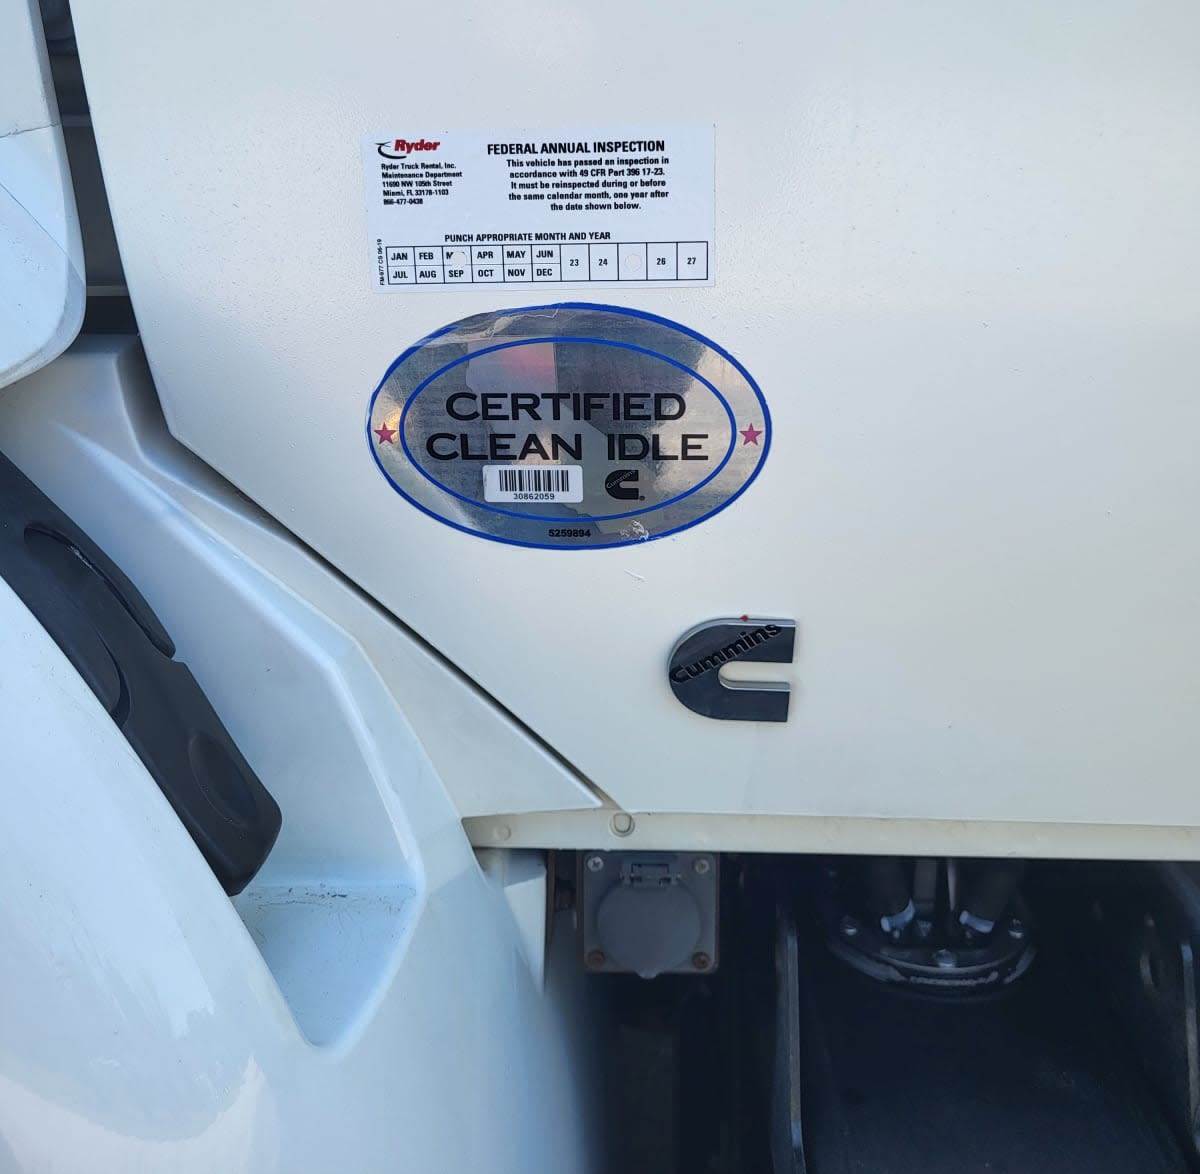 Ryder
Ryder Truck Rental, Inc.
Maintenance Department
11690 NW 105th Street
Miami, FL 33178-1103
866-477-0438
FEDERAL ANNUAL INSPECTION
This vehicle has passed an inspection in
accordance with 49 CFR Part 396 17-23.
It must be reinspected during or before
the same calendar month, one year after
the date shown below.
PUNCH APPROPRIATE MONTH AND YEAR
JAN FEB APR MAY JUN 23 24 26 27
JUL AUG SEP OCT NOV DEC
CERTIFIED
CLEAN IDLE
30862059
Cummins
5259894
Cummins